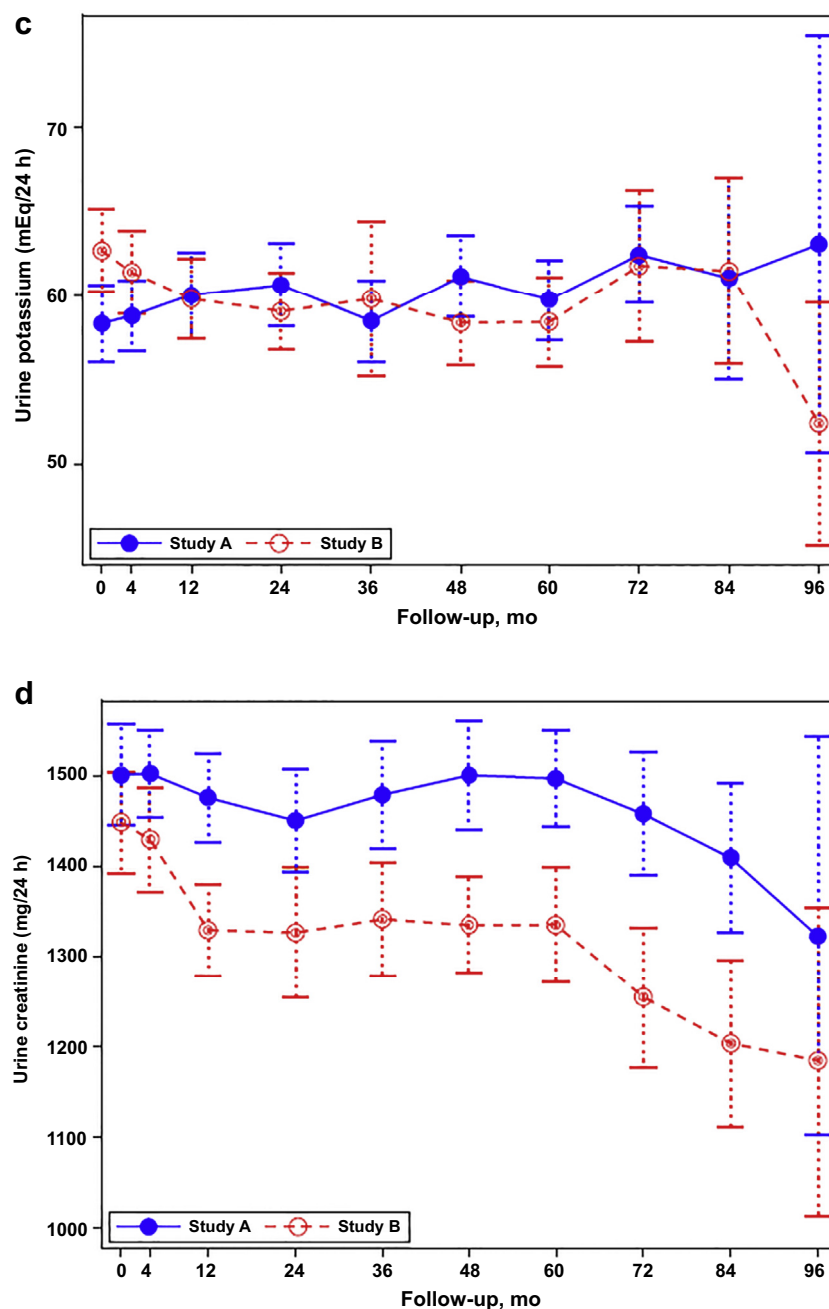 c
Urine potassium (mEq/24 h)
70
60
50
Study A Study B
0 4 12 24 36 48 60 72 84 96
Follow-up, mo
d
Urine creatinine (mg/24 h)
1500
1400
1300
1200
1100
1000
Study A Study B
0 4 12 24 36 48 60 72 84 96
Follow-up, mo